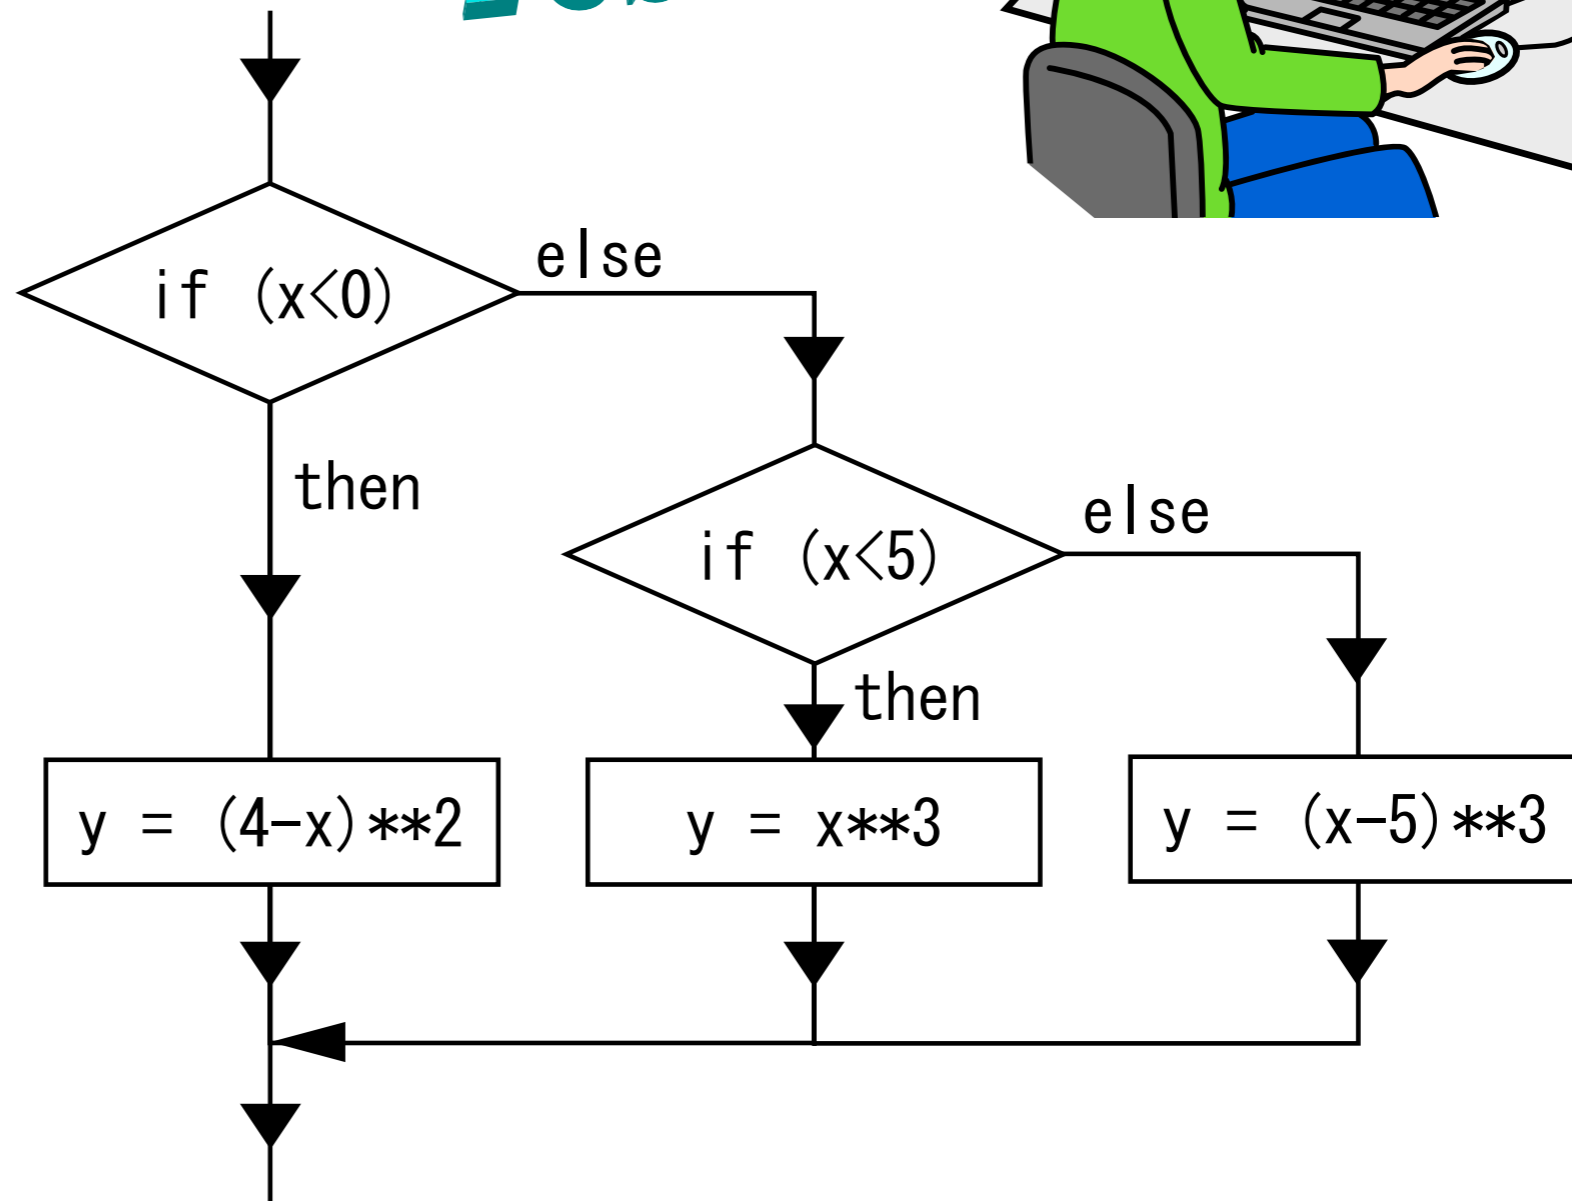 if (x<0)
else
then
if (x<5)
else
then
y = (4-x)**2
y = x**3
y = (x-5)**3